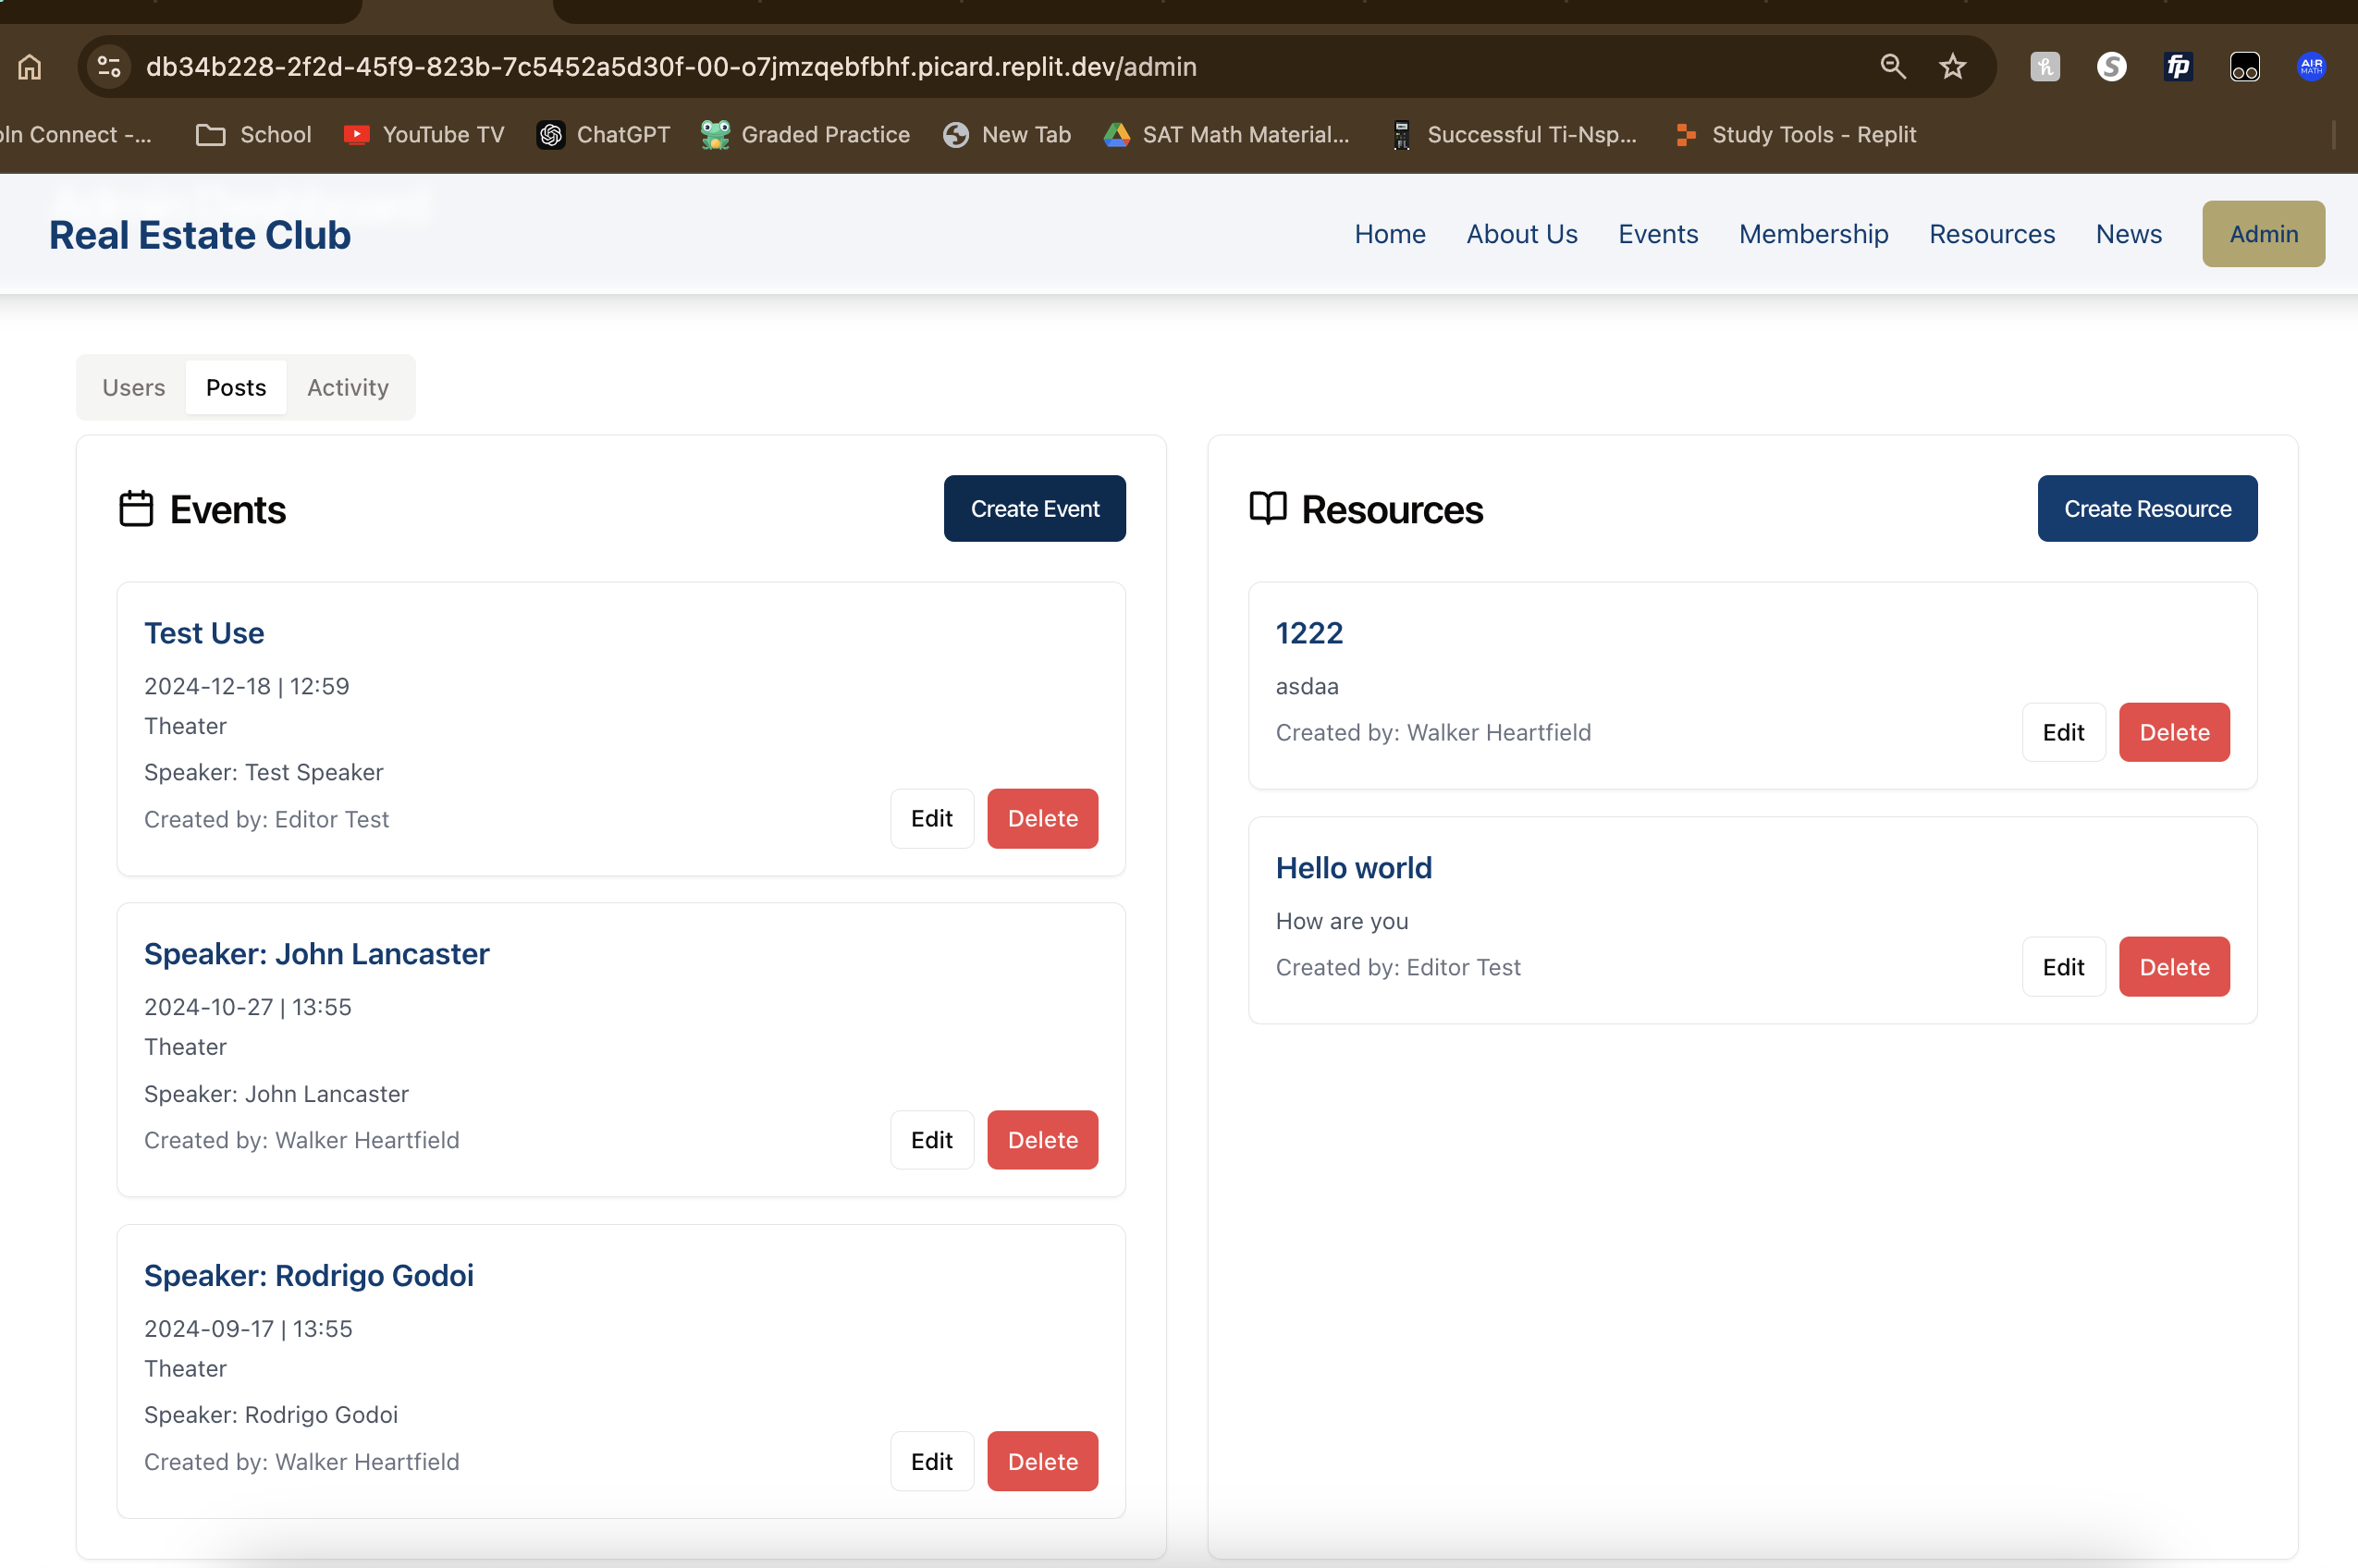 db34b228-2f2d-45f9-823b-7c5452a5d30f-00-o7jmzqebfbhf.picard.replit.dev/admin
Connect -... School YouTube TV ChatGPT Graded Practice New Tab SAT Math Material... Successful Ti-Nsp... Study Tools - Replit
Real Estate Club Home About Us Events Membership Resources News Admin
Users Posts Activity
Events Create Event
Test Use
2024-12-18 | 12:59
Theater
Speaker: Test Speaker
Created by: Editor Test Edit Delete
Speaker: John Lancaster
2024-10-27 | 13:55
Theater
Speaker: John Lancaster
Created by: Walker Heartfield Edit Delete
Speaker: Rodrigo Godoi
2024-09-17 | 13:55
Theater
Speaker: Rodrigo Godoi
Created by: Walker Heartfield Edit Delete
Resources Create Resource
1222
asdaa
Created by: Walker Heartfield Edit Delete
Hello world
How are you
Created by: Editor Test Edit Delete
AIR
MATH
fp